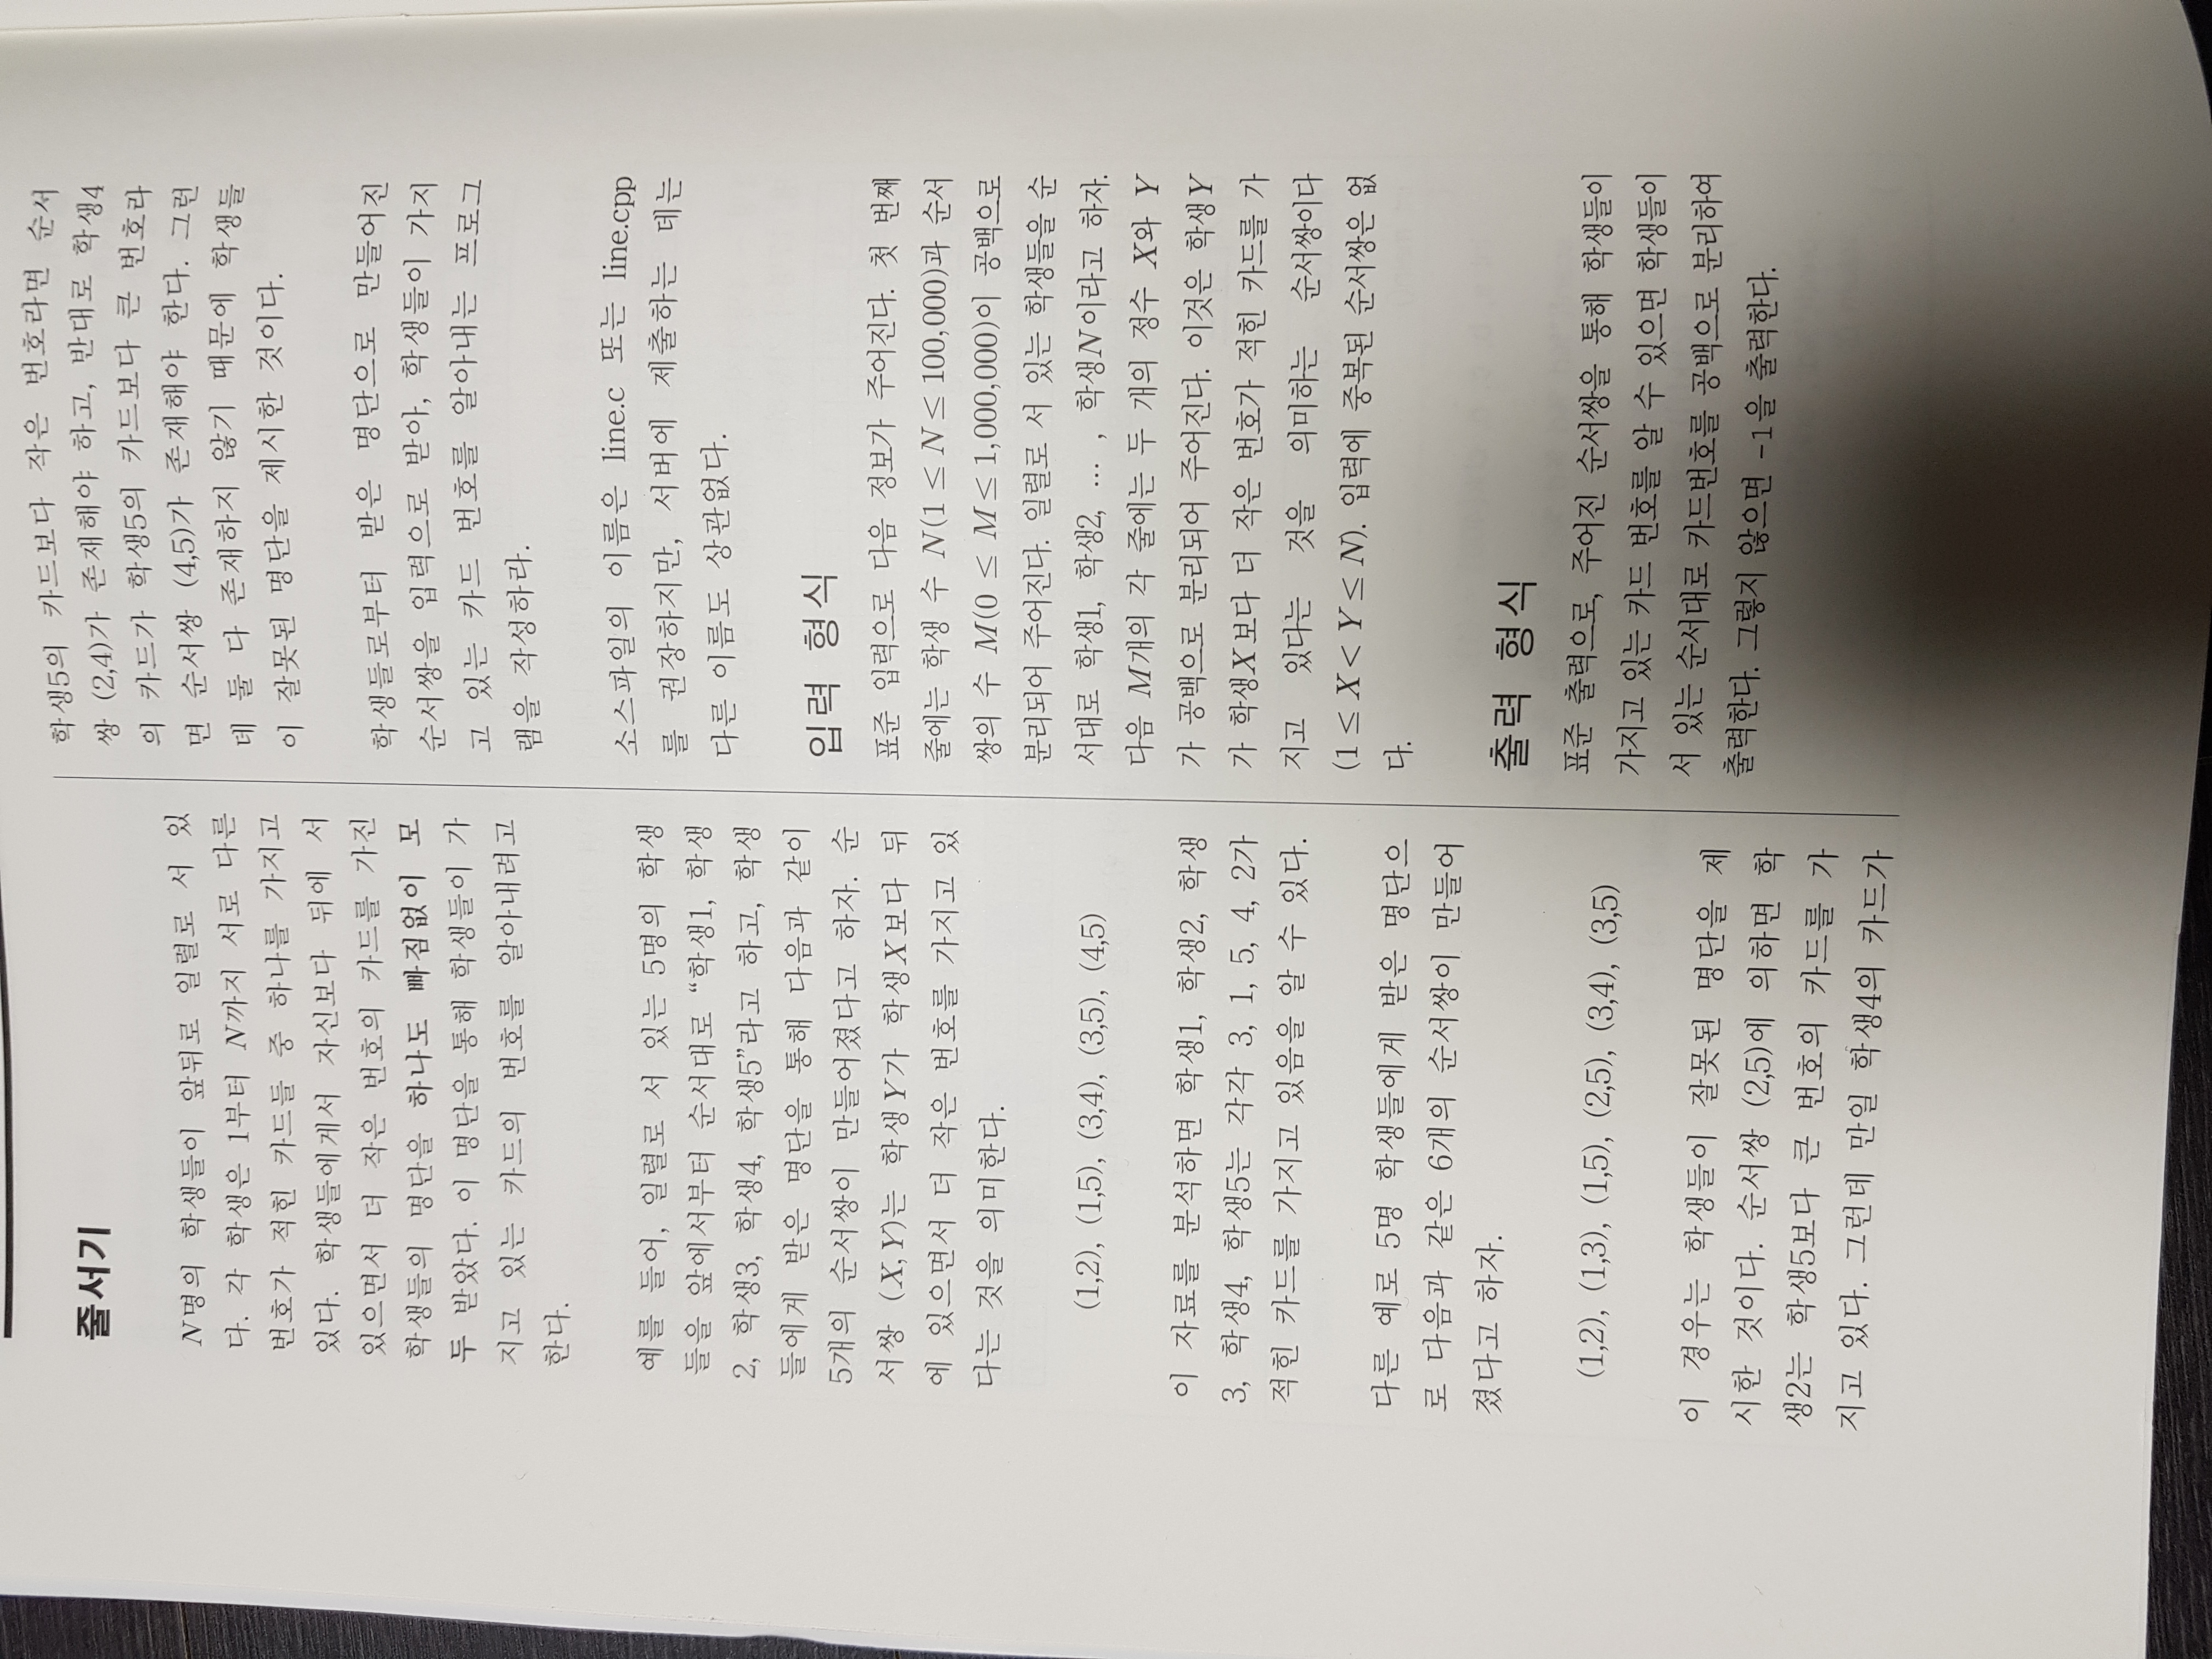 줄서기
N명의 학생들이 앞뒤로 일렬로 서 있
다. 각 학생은 1부터 N까지 서로 다른
번호가 적힌 카드들 중 하나를 가지고
있다. 학생들에게서 자신보다 뒤에 서
있으면서 더 작은 번호의 카드를 가진
학생들의 명단을 하나도 빠짐없이 모
두 받았다. 이 명단을 통해 학생들이 가
지고 있는 카드의 번호를 알아내려고
한다.
예를 들어, 일렬로 서 있는 5명의 학생
들을 앞에서부터 순서대로 “학생1, 학생
2, 학생3, 학생4, 학생5”라고 하고, 학생
들에게 받은 명단을 통해 다음과 같이
5개의 순서쌍이 만들어졌다고 하자. 순
서쌍 (X, Y)는 학생Y가 학생X보다 뒤
에 있으면서 더 작은 번호를 가지고 있
다는 것을 의미한다.
(1,2), (1,5), (3,4), (3,5), (4,5)
이 자료를 분석하면 학생1, 학생2, 학생
3, 학생4, 학생5는 각각 3, 1, 5, 4, 2가
적힌 카드를 가지고 있음을 알 수 있다.
다른 예로 5명 학생들에게 받은 명단으
로 다음과 같은 6개의 순서쌍이 만들어
졌다고 하자.
(1,2), (1,3), (1,5), (2,5), (3,4), (3,5)
이 경우는 학생들이 잘못된 명단을 제
시한 것이다. 순서쌍 (2,5)에 의하면 학
생2는 학생5보다 큰 번호의 카드를 가
지고 있다. 그런데 만일 학생4의 카드가
학생5의 카드보다 작은 번호라면 순서
쌍 (2,4)가 존재해야 하고, 반대로 학생4
의 카드가 학생5의 카드보다 큰 번호라
면 순서쌍 (4,5)가 존재해야 한다. 그런
데 둘 다 존재하지 않기 때문에 학생들
이 잘못된 명단을 제시한 것이다.
학생들로부터 받은 명단으로 만들어진
순서쌍을 입력으로 받아, 학생들이 가지
고 있는 카드 번호를 알아내는 프로그
램을 작성하라.
소스파일의 이름은 line.c 또는 line.cpp
를 권장하지만, 서버에 제출하는 데는
다른 이름도 상관없다.
입력 형식
표준 입력으로 다음 정보가 주어진다. 첫 번째
줄에는 학생 수 N(1 ≤ N ≤ 100,000)과 순서
쌍의 수 M(0 ≤ M ≤ 1,000,000)이 공백으로
분리되어 주어진다. 일렬로 서 있는 학생들을 순
서대로 학생1, 학생2, … , 학생N이라고 하자.
다음 M개의 각 줄에는 두 개의 정수 X와 Y
가 공백으로 분리되어 주어진다. 이것은 학생Y
가 학생X보다 더 작은 번호가 적힌 카드를 가
지고 있다는 것을 의미하는 순서쌍이다
(1 ≤ X < Y ≤ N). 입력에 중복된 순서쌍은 없
다.
출력 형식
표준 출력으로, 주어진 순서쌍을 통해 학생들이
가지고 있는 카드 번호를 알 수 있으면 학생들이
서 있는 순서대로 카드번호를 공백으로 분리하여
출력한다. 그렇지 않으면 -1을 출력한다.